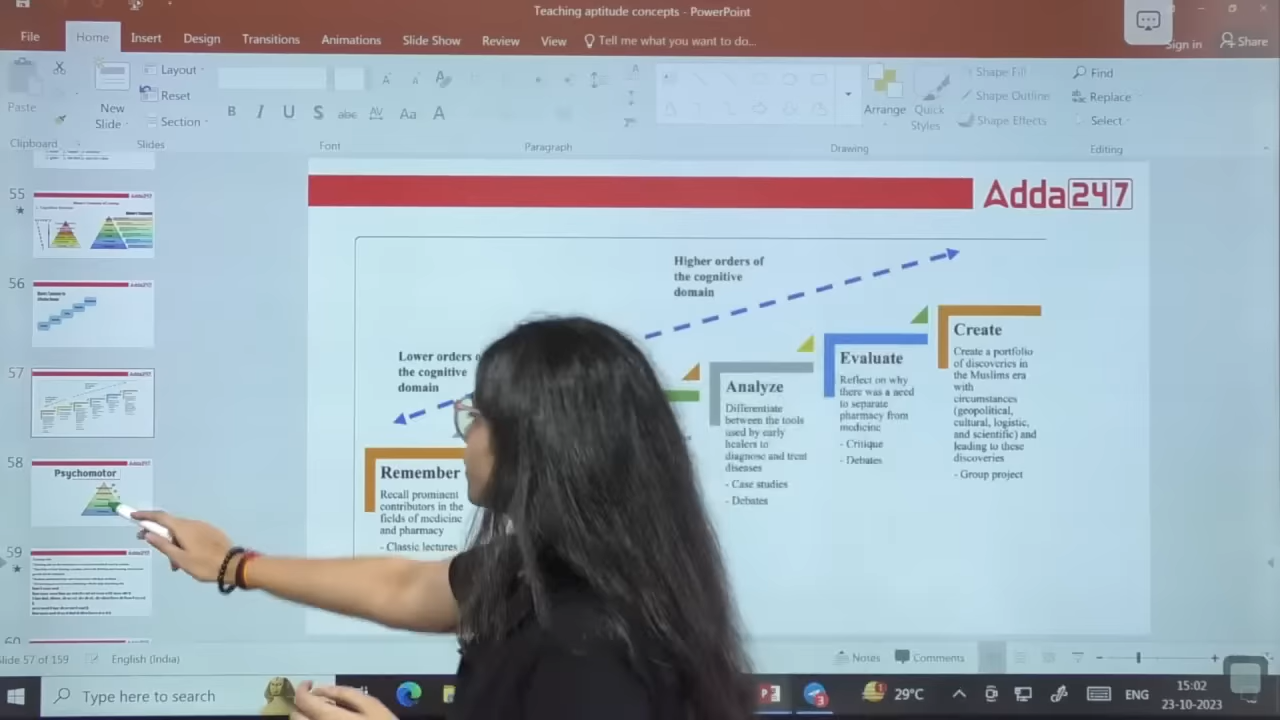 Teaching aptitude concepts - PowerPoint
File
Home
Insert
Design
Transitions
Animations
Slide Show
Review
View
Tell me what you want to do...
Sign in
Share
Paste
Clipboard
New
Slide
Layout
Reset
Section
Slides
B I U S abc AV Aa A
Font
Paragraph
Arrange
Quick
Styles
Shape Fill
Shape Outline
Shape Effects
Drawing
Find
Replace
Select
Editing
55
56
57
58
Psychomotor
59
60
Adda247
Higher orders of
the cognitive
domain
Lower orders
the cognitive
domain
Remember
Recall prominent
contributors in the
fields of medicine
and pharmacy
- Classic lectures
Analyze
Differentiate
between the tools
used by early
healers to
diagnose and treat
diseases
- Case studies
- Debates
Evaluate
Reflect on why
there was a need
to separate
pharmacy from
medicine
- Critique
- Debates
Create
Create a portfolio
of discoveries in
the Muslims era
with
circumstances
(geopolitical,
cultural, logistic,
and scientific) and
leading to these
discoveries
- Group project
Slide 57 of 159
English (India)
Notes
Comments
Type here to search
29°C
ENG
15:02
23-10-2023